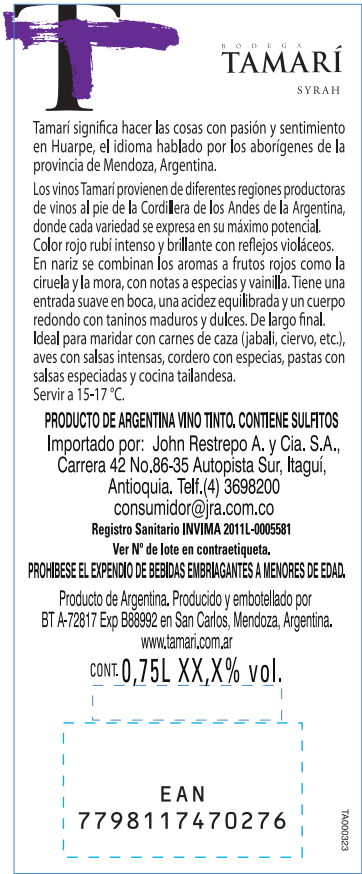 T
BODEGA
TAMARÍ
SYRAH
Tamarí significa hacer las cosas con pasión y sentimiento
en Huarpe, el idioma hablado por los aborígenes de la
provincia de Mendoza, Argentina.
Los vinos Tamarí provienen de diferentes regiones productoras
de vinos al pie de la Cordillera de los Andes de la Argentina,
donde cada variedad se expresa en su máximo potencial.
Color rojo rubí intenso y brillante con reflejos violáceos.
En nariz se combinan los aromas a frutos rojos como la
ciruela y la mora, con notas a especias y vainilla. Tiene una
entrada suave en boca, una acidez equilibrada y un cuerpo
redondo con taninos maduros y dulces. De largo final.
Ideal para maridar con carnes de caza (jabali, ciervo, etc.),
aves con salsas intensas, cordero con especias, pastas con
salsas especiadas y cocina tailandesa.
Servir a 15-17 °C.
PRODUCTO DE ARGENTINA VINO TINTO. CONTIENE SULFITOS
Importado por: John Restrepo A. y Cia. S.A.,
Carrera 42 No.86-35 Autopista Sur, Itaguí,
Antioquia. Telf.(4) 3698200
consumidor@jra.com.co
Registro Sanitario INVIMA 2011L-0005581
Ver Nº de lote en contraetiqueta.
PROHIBESE EL EXPENDIO DE BEBIDAS EMBRIAGANTES A MENORES DE EDAD.
Producto de Argentina. Producido y embotellado por
BT A-72817 Exp B88992 en San Carlos, Mendoza, Argentina.
www.tamari.com.ar
CONT. 0,75L XX,X% vol.
EAN
7798117470276
TA000323